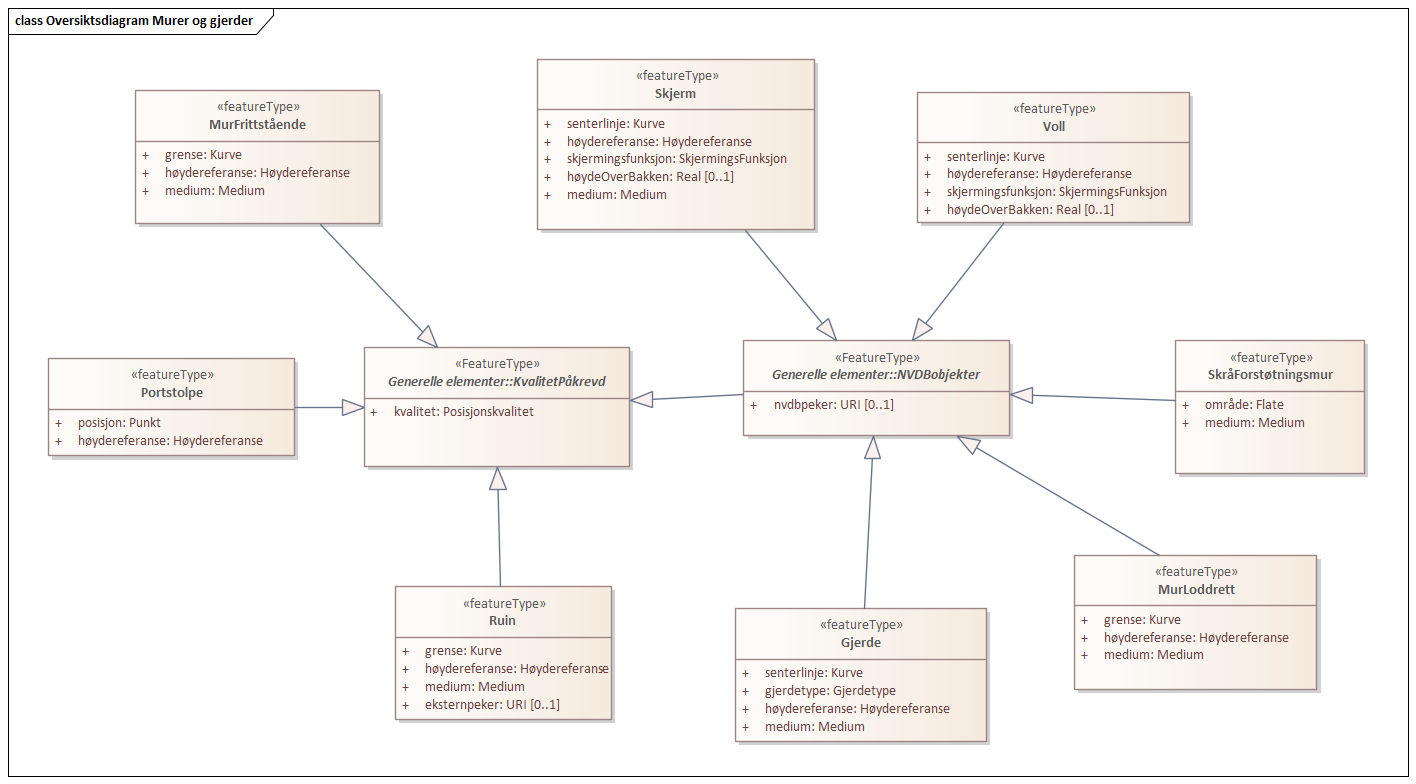 class Oversiktsdiagram Murer og gjerder
«featureType»
MurFrittstående
+ grense: Kurve
+ høydereferanse: Høydereferanse
+ medium: Medium
«featureType»
Skjerm
+ senterlinje: Kurve
+ høydereferanse: Høydereferanse
+ skjermingsfunksjon: SkjermingsFunksjon
+ høydeOverBakken: Real [0..1]
+ medium: Medium
«featureType»
Voll
+ senterlinje: Kurve
+ høydereferanse: Høydereferanse
+ skjermingsfunksjon: SkjermingsFunksjon
+ høydeOverBakken: Real [0..1]
«featureType»
Portstolpe
+ posisjon: Punkt
+ høydereferanse: Høydereferanse
«FeatureType»
Generelle elementer::KvalitetPåkrevd
+ kvalitet: Posisjonskvalitet
«FeatureType»
Generelle elementer::NVDBobjekter
+ nvdbpeker: URI [0..1]
«featureType»
SkråForstøtningsmur
+ område: Flate
+ medium: Medium
«featureType»
Ruin
+ grense: Kurve
+ høydereferanse: Høydereferanse
+ medium: Medium
+ eksternpeker: URI [0..1]
«featureType»
Gjerde
+ senterlinje: Kurve
+ gjerdetype: Gjerdetype
+ høydereferanse: Høydereferanse
+ medium: Medium
«featureType»
MurLoddrett
+ grense: Kurve
+ høydereferanse: Høydereferanse
+ medium: Medium